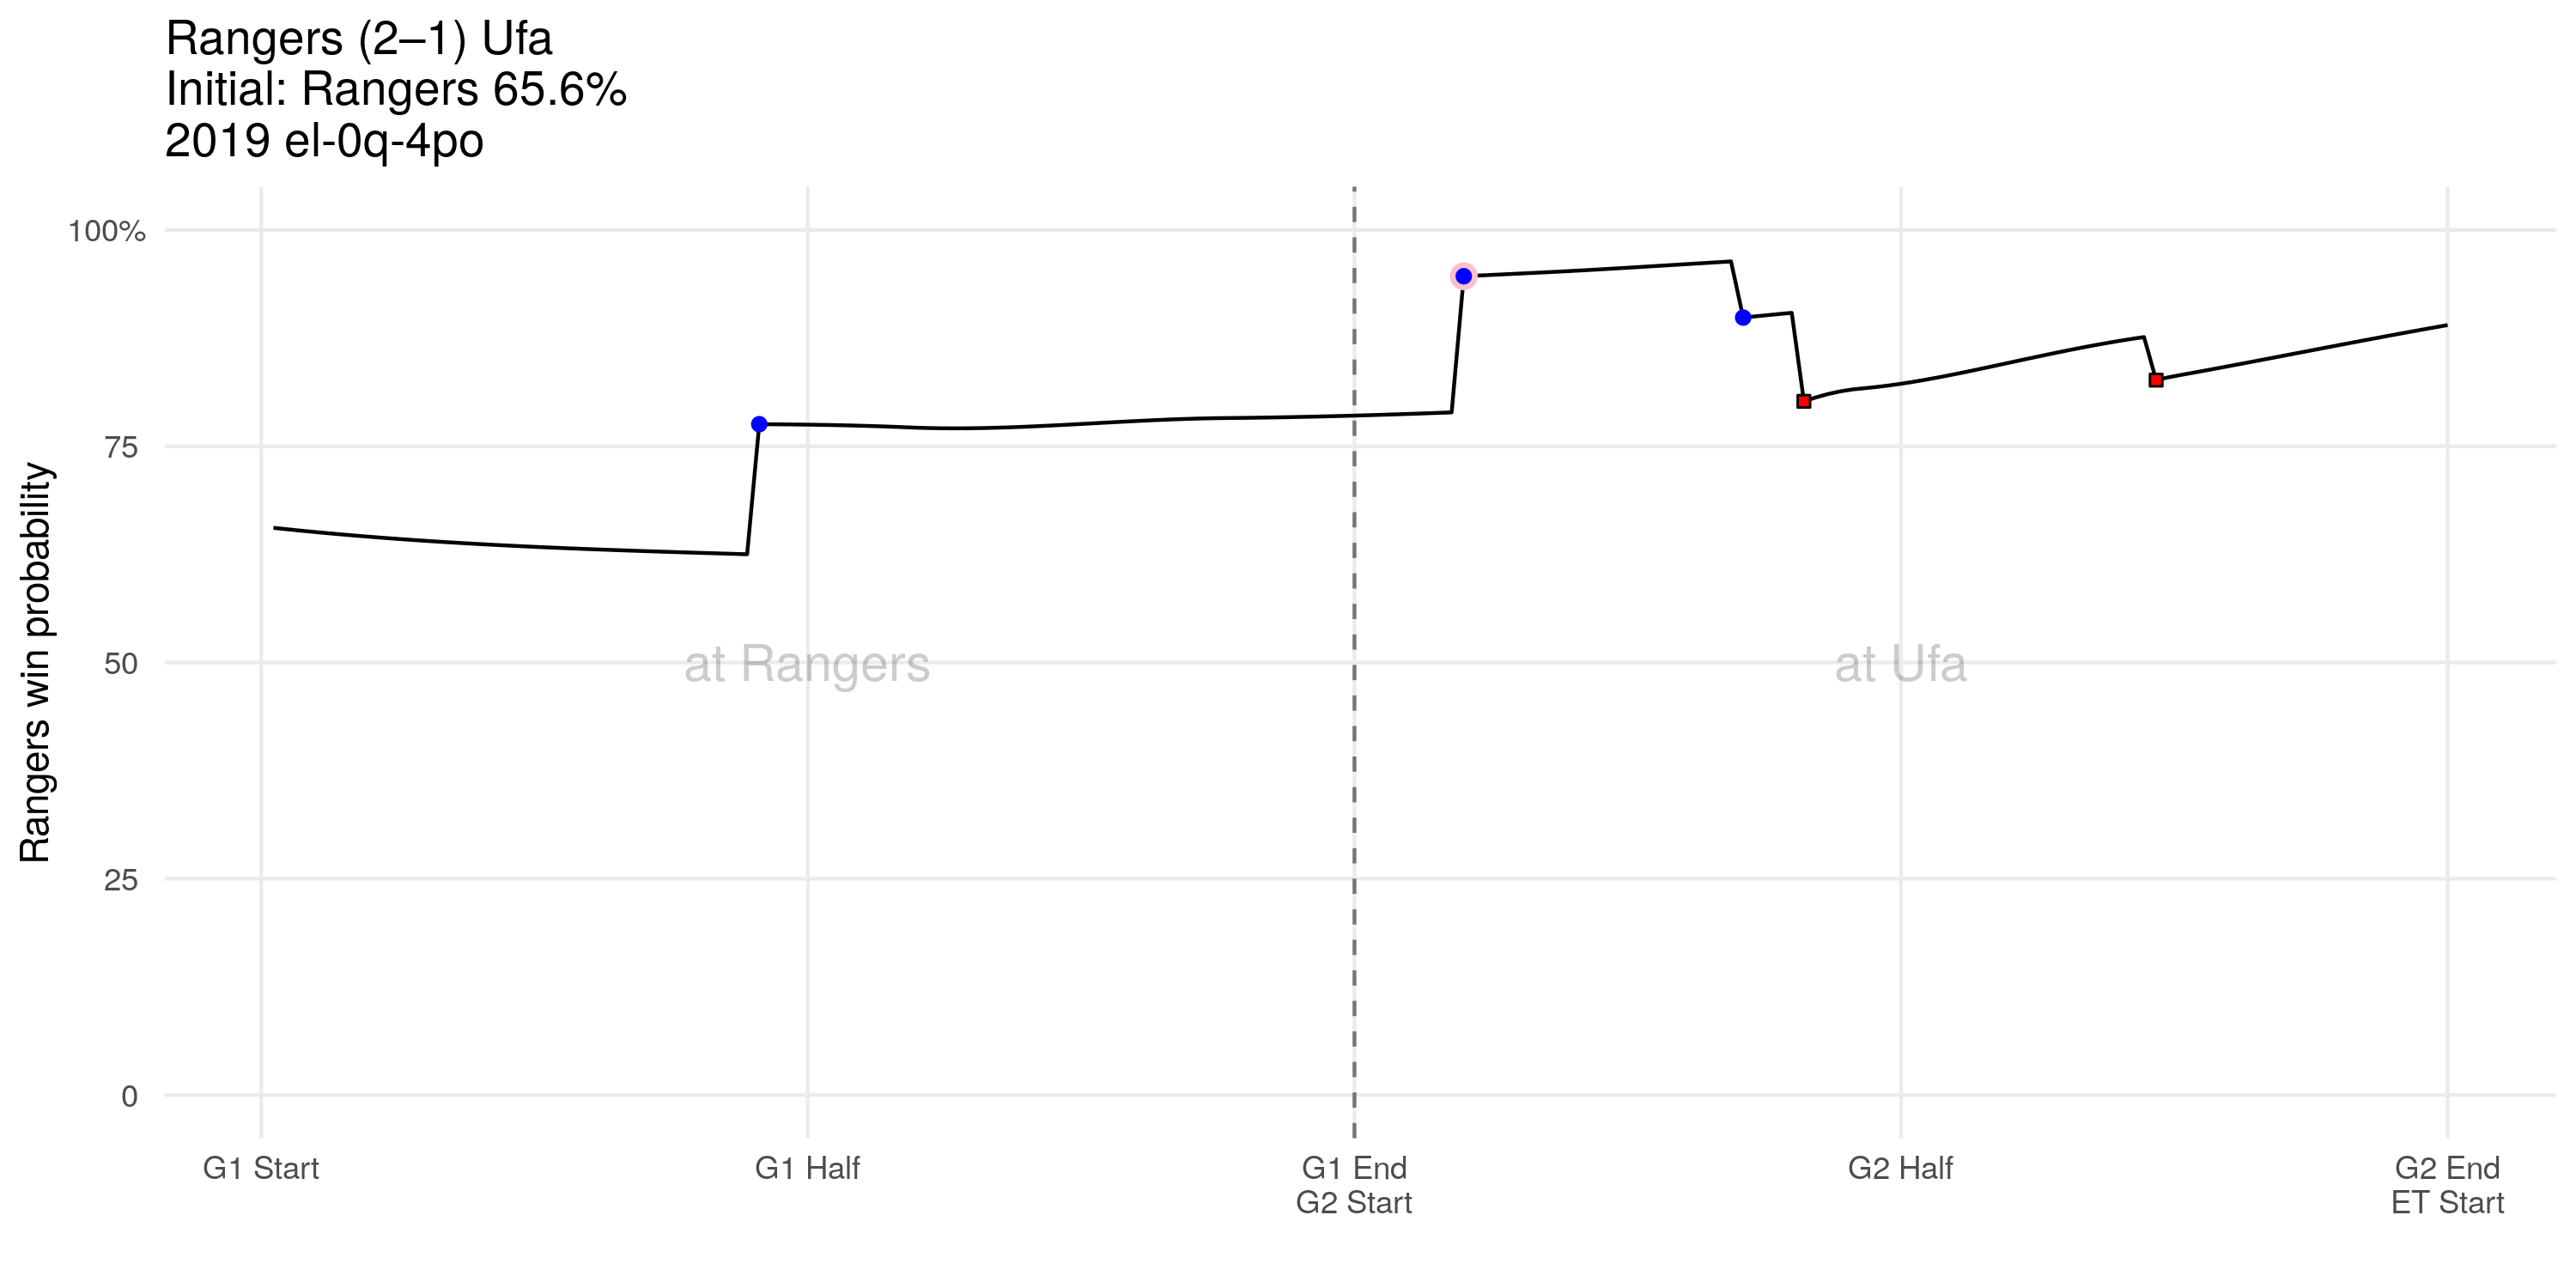 Rangers (2–1) Ufa
Initial: Rangers 65.6%
2019 el-0q-4po
Rangers win probability
100%
75
50
25
0
at Rangers
at Ufa
G1 Start
G1 Half
G1 End
G2 Start
G2 Half
G2 End
ET Start